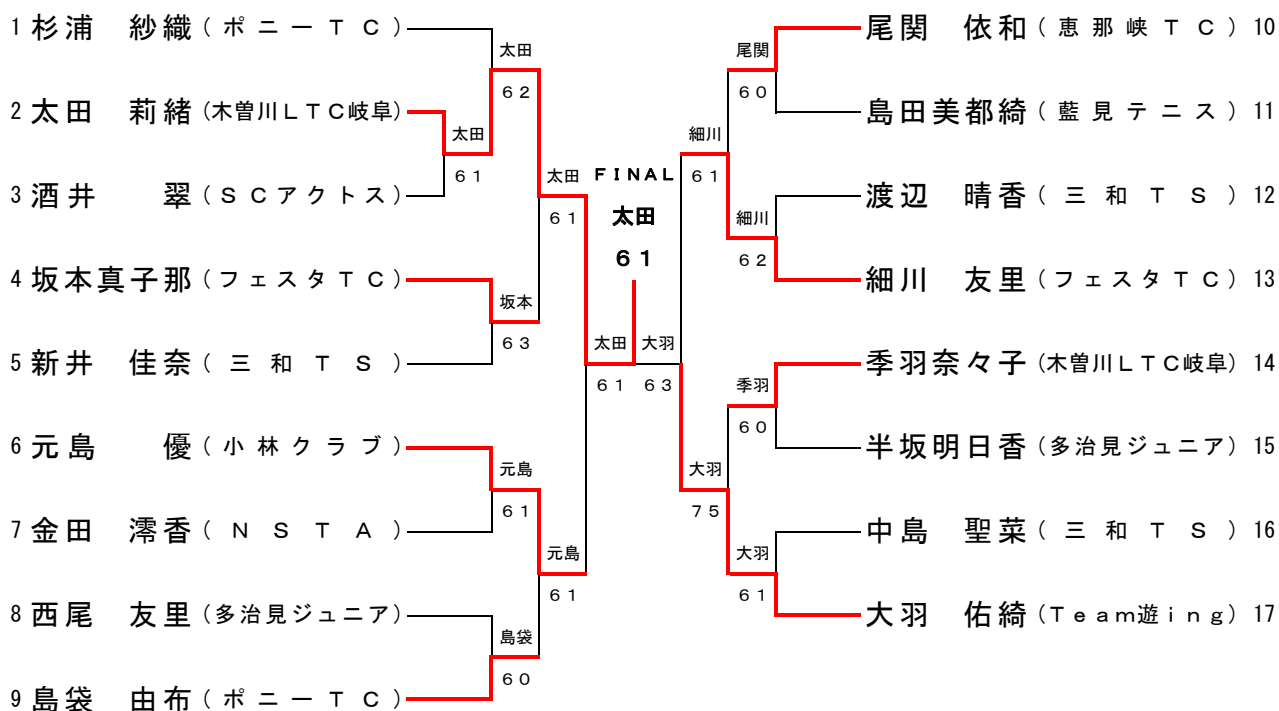 1 杉浦 紗織 (ポニーTC)
2 太田 莉緒 (木曽川LTC岐阜)
3 酒井 翠 (SCアクトス)
4 坂本真子那 (フェスタTC)
5 新井 佳奈 (三和TS)
6 元島 優 (小林クラブ)
7 金田 澪香 (NSTA)
8 西尾 友里 (多治見ジュニア)
9 島袋 由布 (ポニーTC)
太田
61
太田
62
坂本
63
元島
61
島袋
60
太田
61
元島
61
太田
61
FINAL
太田
61
大羽
63
細川
61
大羽
75
尾関
60
細川
62
季羽
60
大羽
61
尾関 依和 (恵那峡TC) 10
島田美都綺 (藍見テニス) 11
渡辺 晴香 (三和TS) 12
細川 友里 (フェスタTC) 13
季羽奈々子 (木曽川LTC岐阜) 14
半坂明日香 (多治見ジュニア) 15
中島 聖菜 (三和TS) 16
大羽 佑綺 (Team遊ing) 17